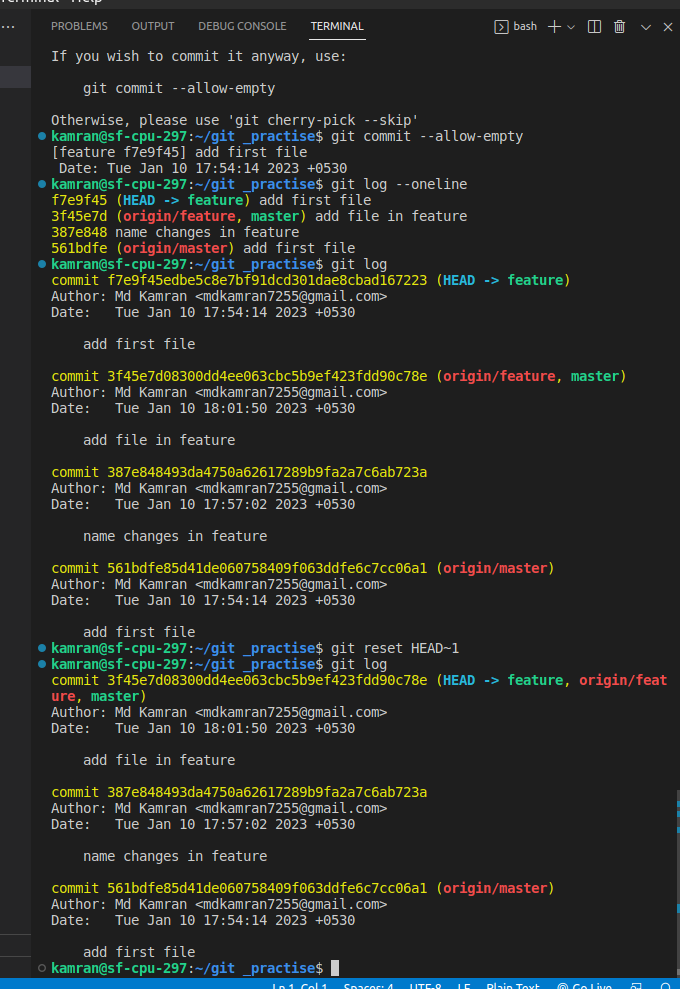 Terminal Help
PROBLEMS OUTPUT DEBUG CONSOLE TERMINAL bash
If you wish to commit it anyway, use:
git commit --allow-empty
Otherwise, please use 'git cherry-pick --skip'
kamran@sf-cpu-297:~/git _practise$ git commit --allow-empty
[feature f7e9f45] add first file
Date: Tue Jan 10 17:54:14 2023 +0530
kamran@sf-cpu-297:~/git _practise$ git log --oneline
f7e9f45 (HEAD -> feature) add first file
3f45e7d (origin/feature, master) add file in feature
387e848 name changes in feature
561bdfe (origin/master) add first file
kamran@sf-cpu-297:~/git _practise$ git log
commit f7e9f45edbe5c8e7bf91dcd301dae8cbad167223 (HEAD -> feature)
Author: Md Kamran <mdkamran7255@gmail.com>
Date:   Tue Jan 10 17:54:14 2023 +0530
add first file
commit 3f45e7d08300dd4ee063cbc5b9ef423fdd90c78e (origin/feature, master)
Author: Md Kamran <mdkamran7255@gmail.com>
Date:   Tue Jan 10 18:01:50 2023 +0530
add file in feature
commit 387e848493da4750a62617289b9fa2a7c6ab723a
Author: Md Kamran <mdkamran7255@gmail.com>
Date:   Tue Jan 10 17:57:02 2023 +0530
name changes in feature
commit 561bdfe85d41de060758409f063ddfe6c7cc06a1 (origin/master)
Author: Md Kamran <mdkamran7255@gmail.com>
Date:   Tue Jan 10 17:54:14 2023 +0530
add first file
kamran@sf-cpu-297:~/git _practise$ git reset HEAD~1
kamran@sf-cpu-297:~/git _practise$ git log
commit 3f45e7d08300dd4ee063cbc5b9ef423fdd90c78e (HEAD -> feature, origin/feat
ure, master)
Author: Md Kamran <mdkamran7255@gmail.com>
Date:   Tue Jan 10 18:01:50 2023 +0530
add file in feature
commit 387e848493da4750a62617289b9fa2a7c6ab723a
Author: Md Kamran <mdkamran7255@gmail.com>
Date:   Tue Jan 10 17:57:02 2023 +0530
name changes in feature
commit 561bdfe85d41de060758409f063ddfe6c7cc06a1 (origin/master)
Author: Md Kamran <mdkamran7255@gmail.com>
Date:   Tue Jan 10 17:54:14 2023 +0530
add first file
kamran@sf-cpu-297:~/git _practise$
Ln 1, Col 1 Spaces: 4 UTF-8 LF Plain Text Go Live